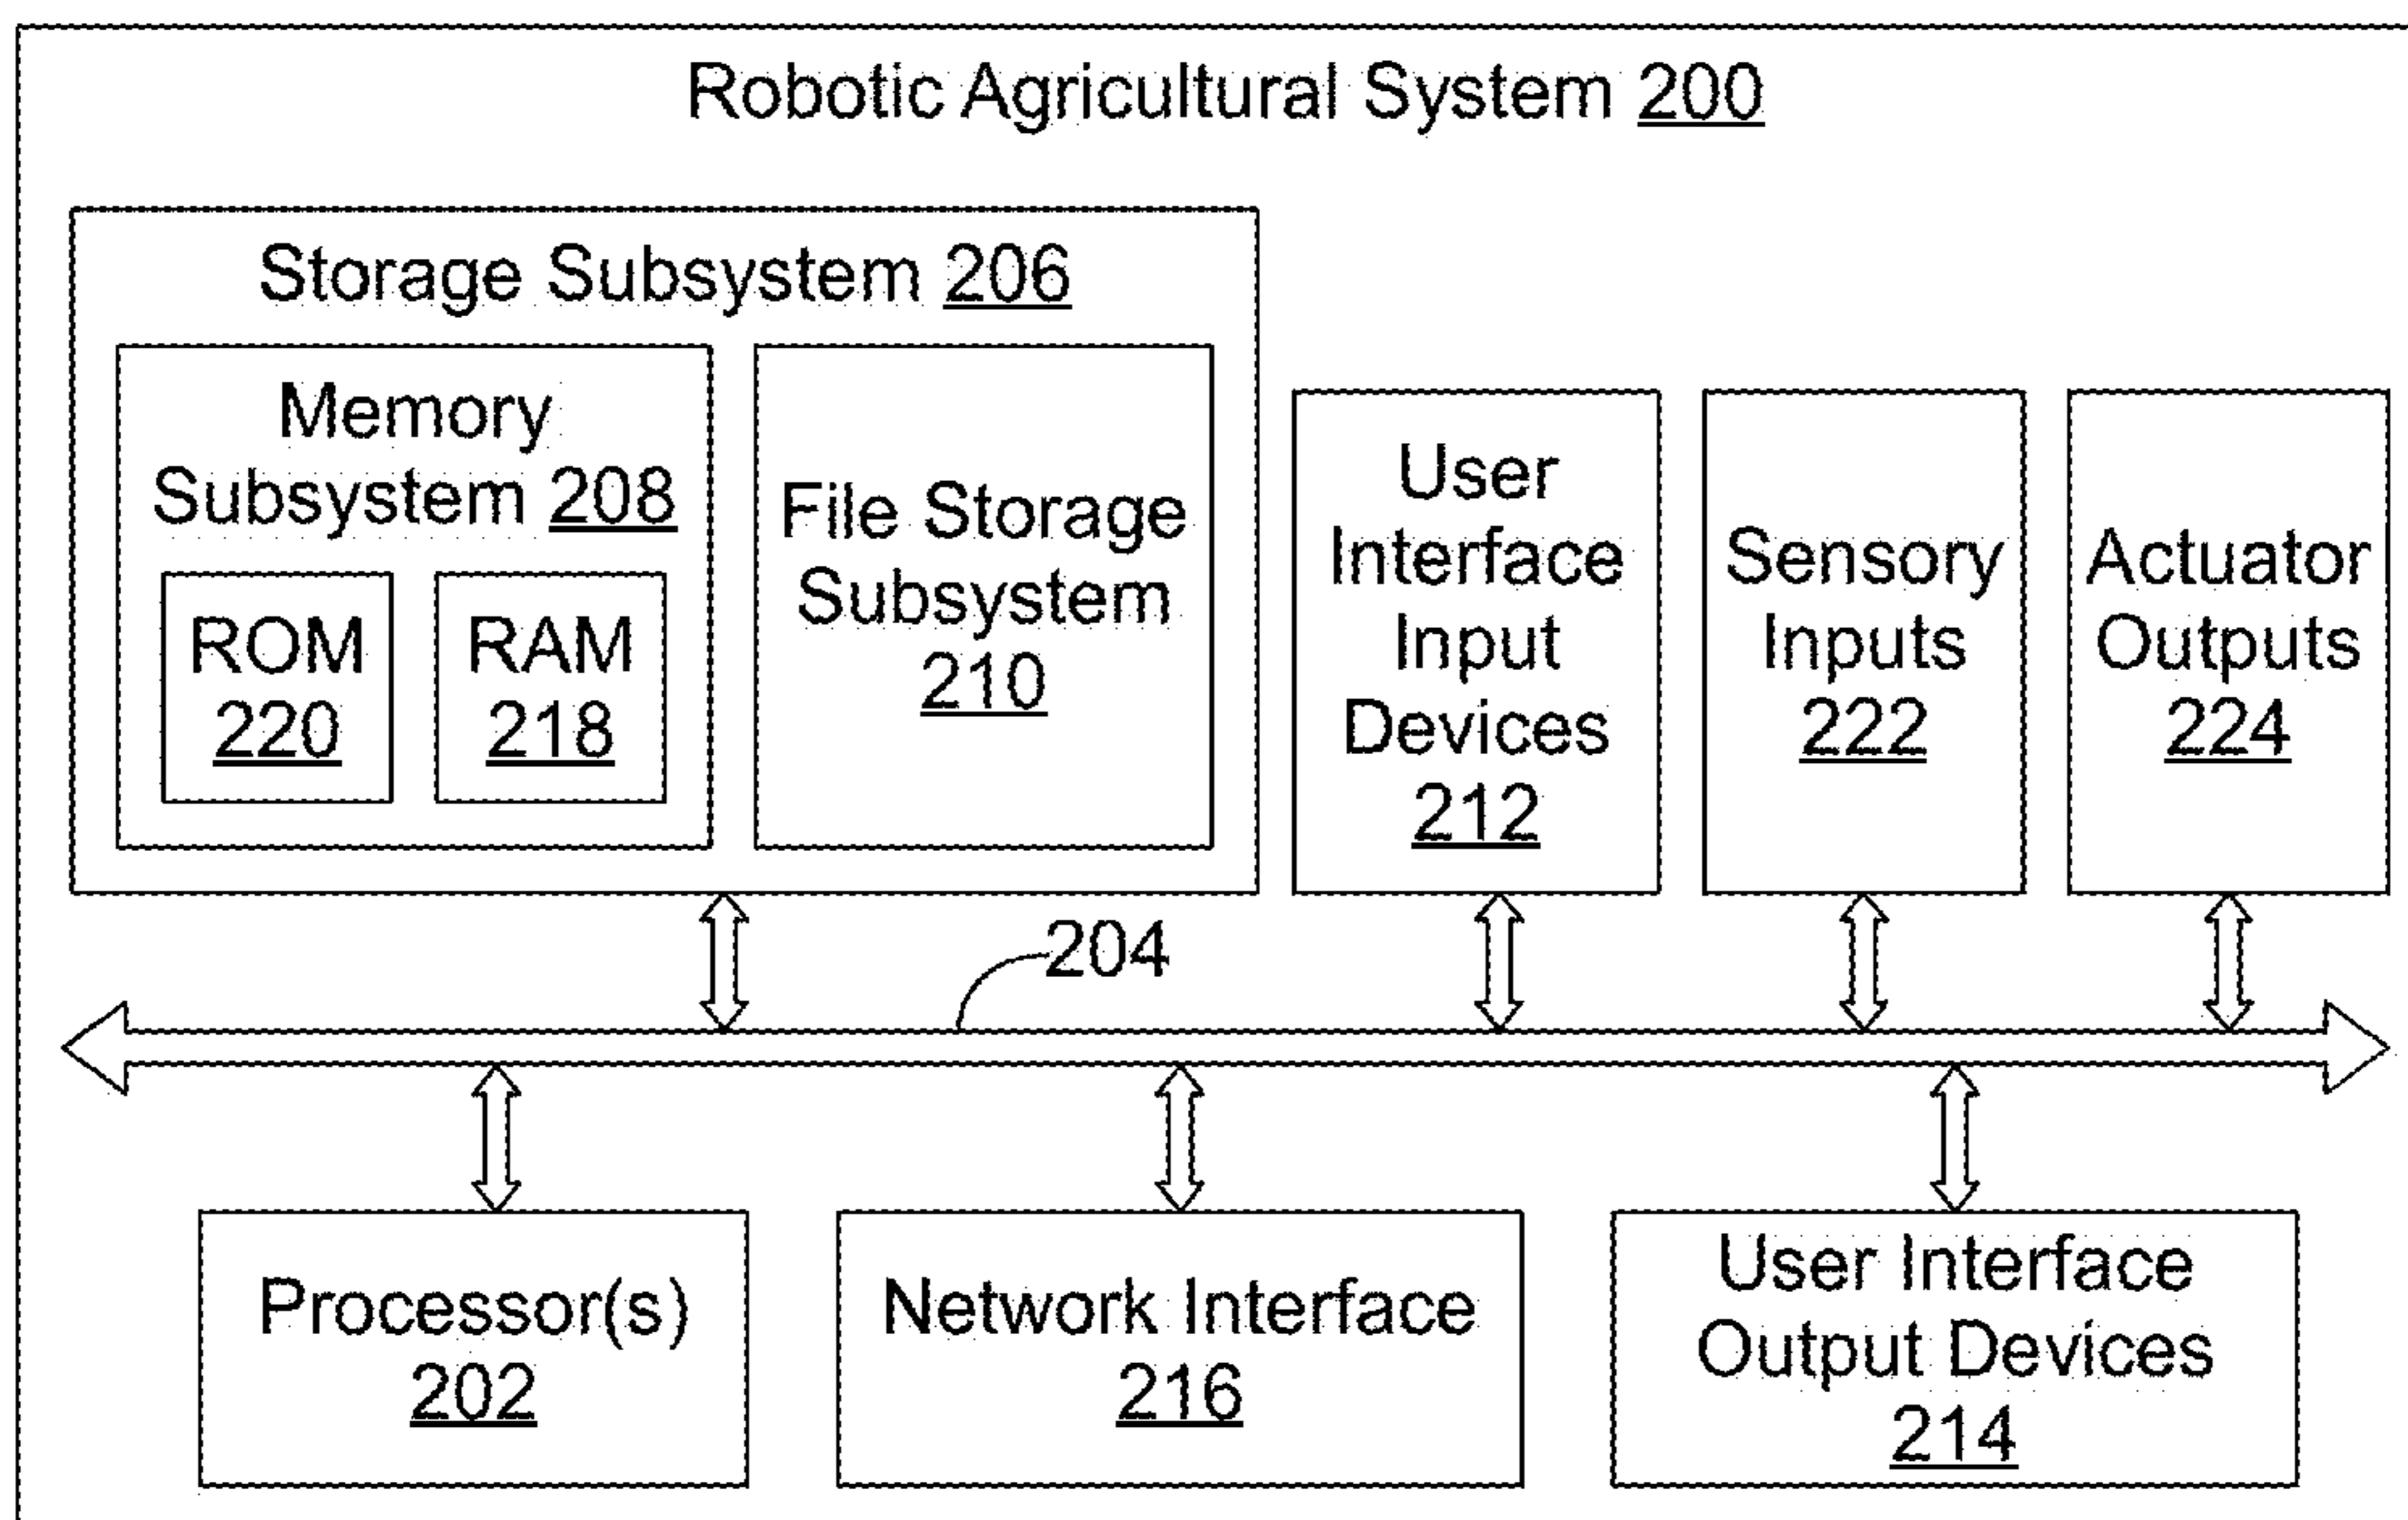 Robotic Agricultural System 200
Storage Subsystem 206
Memory
Subsystem 208
ROM
220
RAM
218
File Storage
Subsystem
210
User
Interface
Input
Devices
212
Sensory
Inputs
222
Actuator
Outputs
224
204
Processor(s)
202
Network Interface
216
User Interface
Output Devices
214